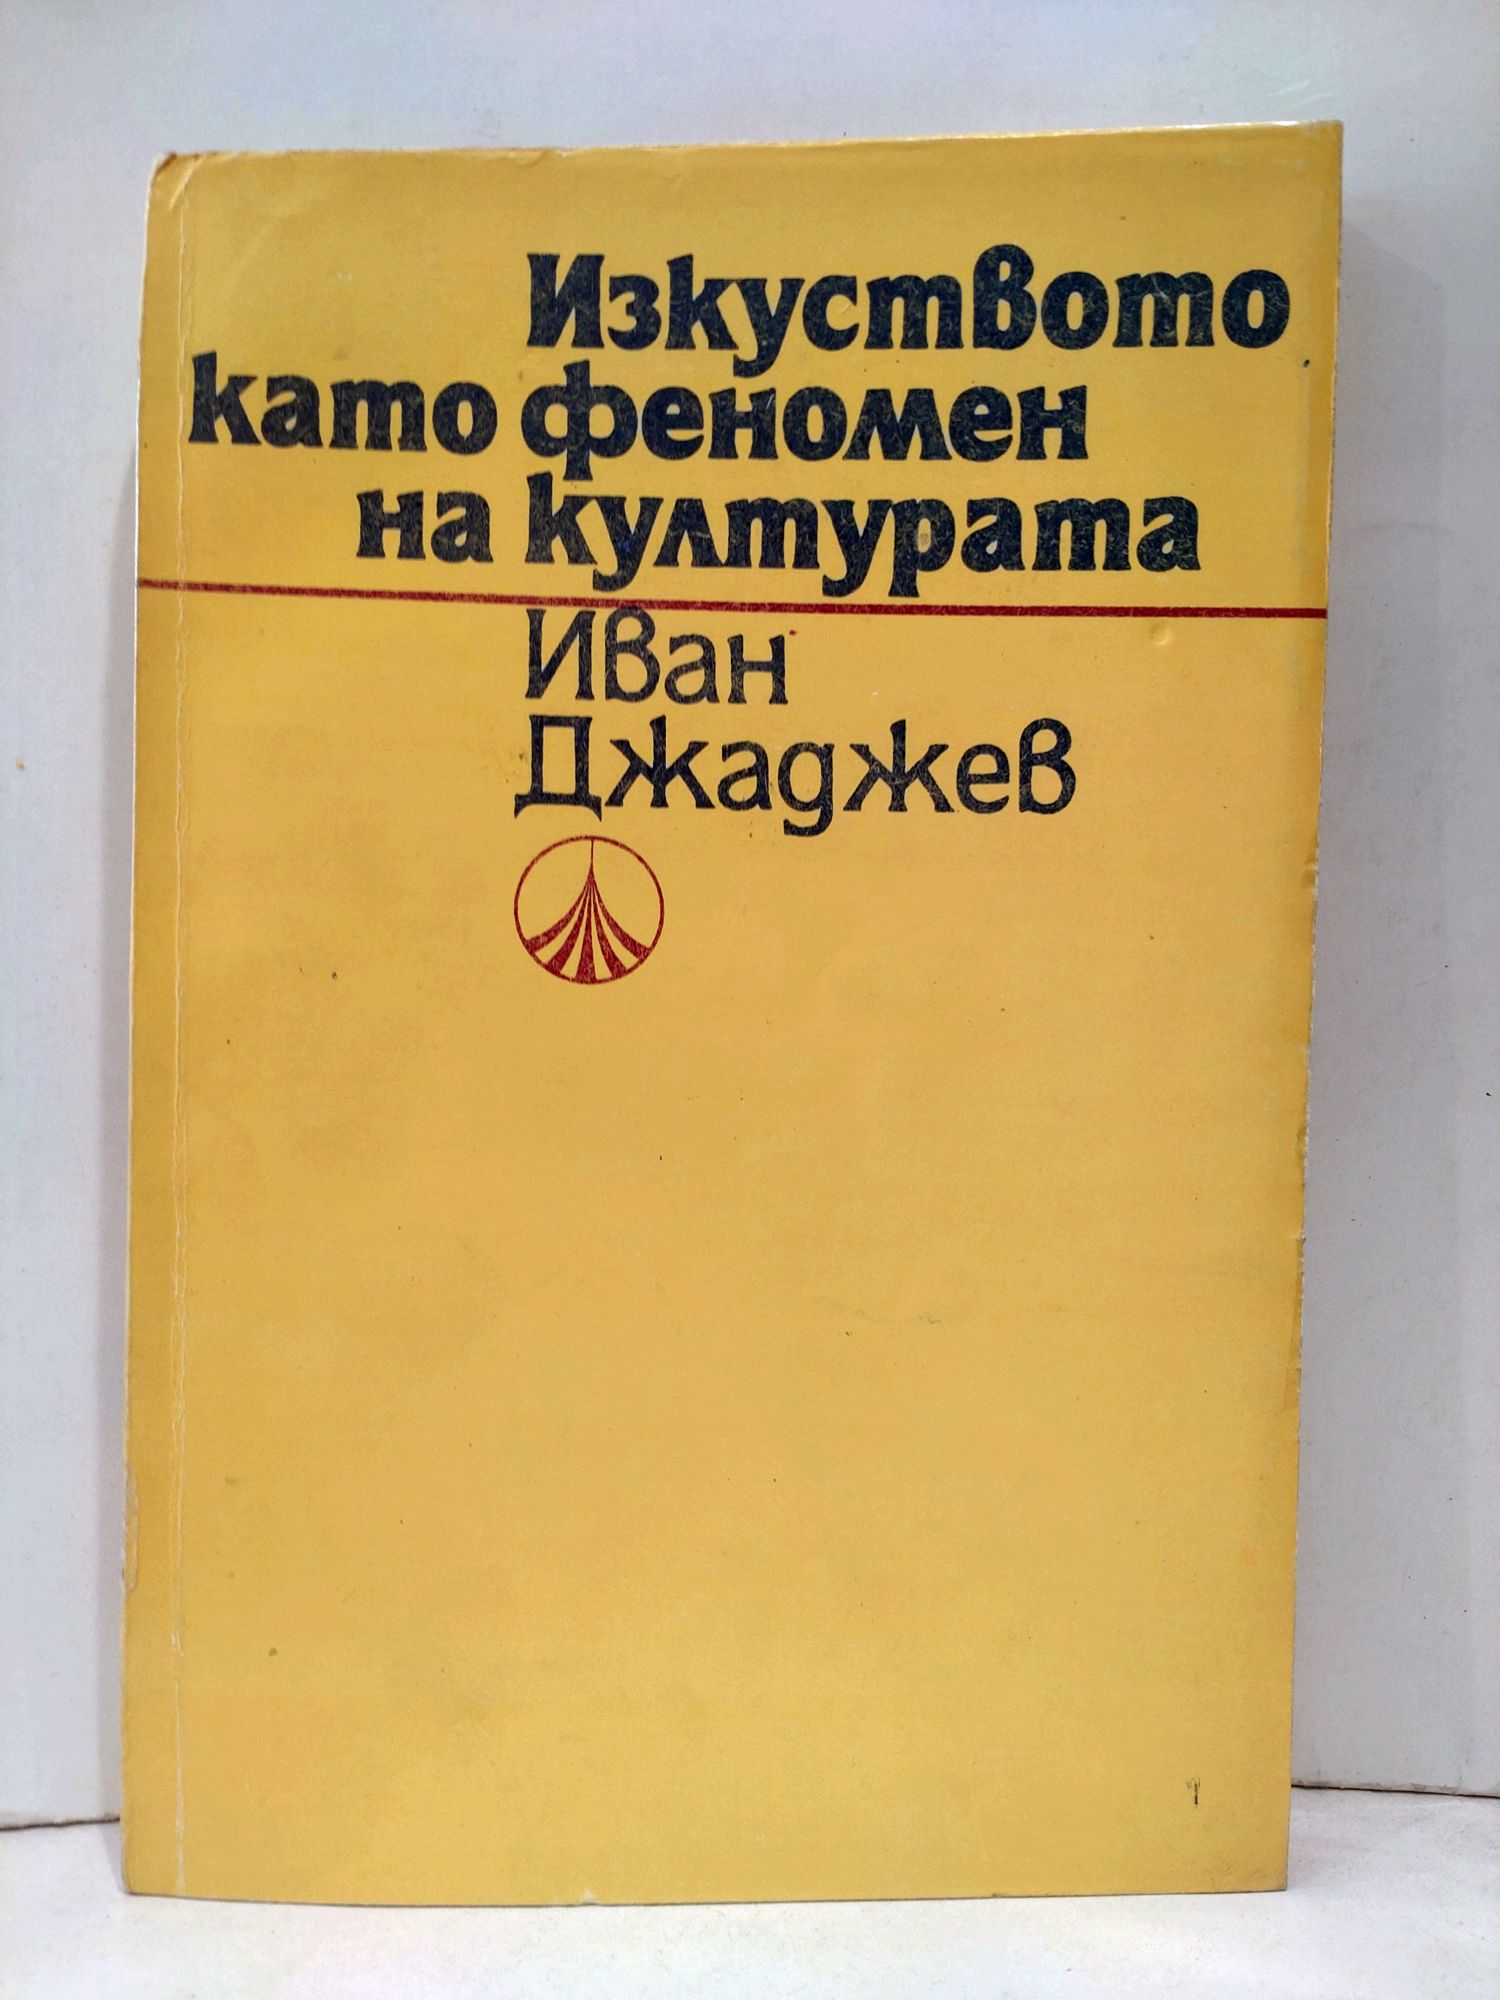 Изкуството
като феномен
на културата
Иван
Джаджев